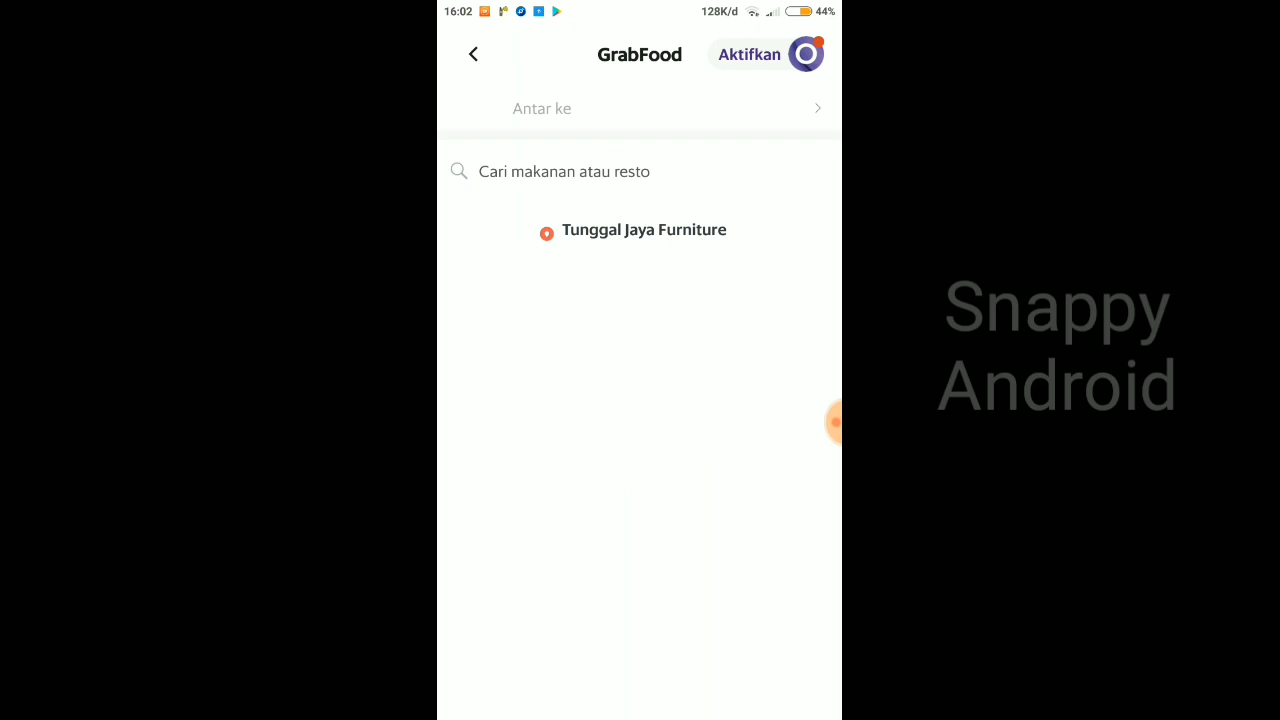 16:02
128K/d
44%
GrabFood
Aktifkan
Antar ke
Cari makanan atau resto
Tunggal Jaya Furniture
Snappy
Android